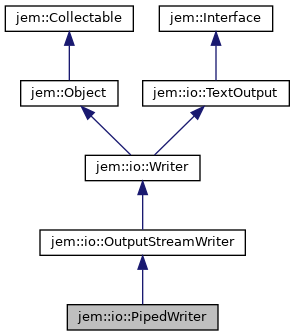 jem::Collectable
jem::Interface
jem::Object
jem::io::TextOutput
jem::io::Writer
jem::io::OutputStreamWriter
jem::io::PipedWriter